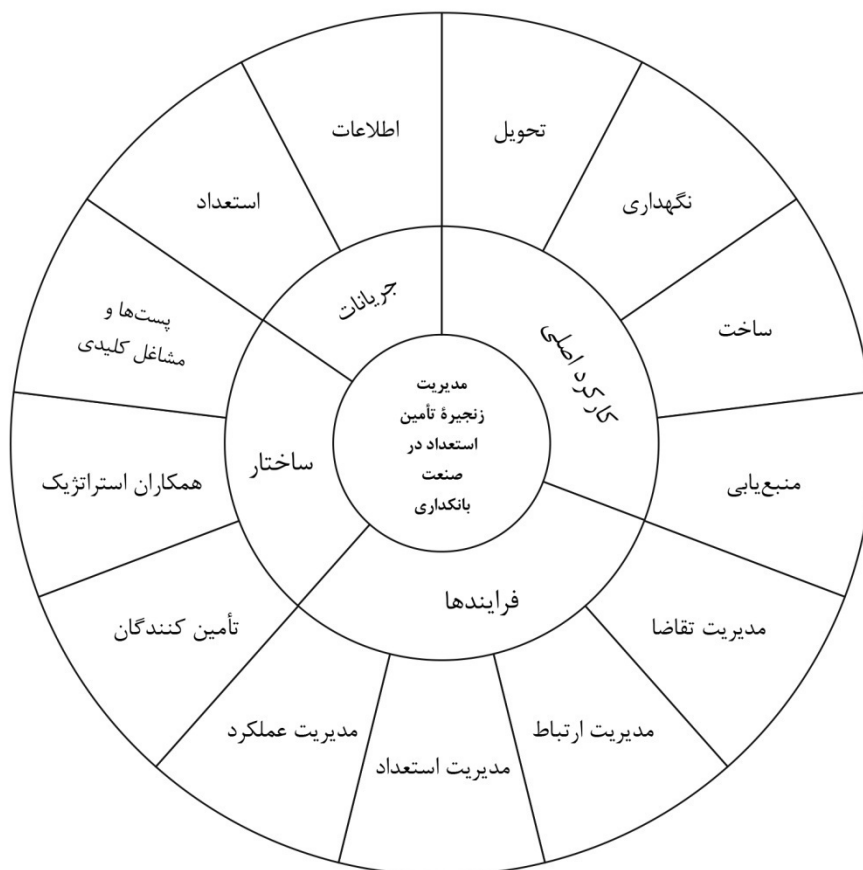 مدیریت
زنجیرهٔ تأمین
استعداد در
صنعت
بانکداری
کارکرد اصلی
تحویل
نگهداری
ساخت
منبع‌یابی
فرایندها
مدیریت تقاضا
مدیریت ارتباط
مدیریت استعداد
مدیریت عملکرد
ساختار
تأمین کنندگان
همکاران استراتژیک
پست‌ها و
مشاغل کلیدی
جریانات
استعداد
اطلاعات